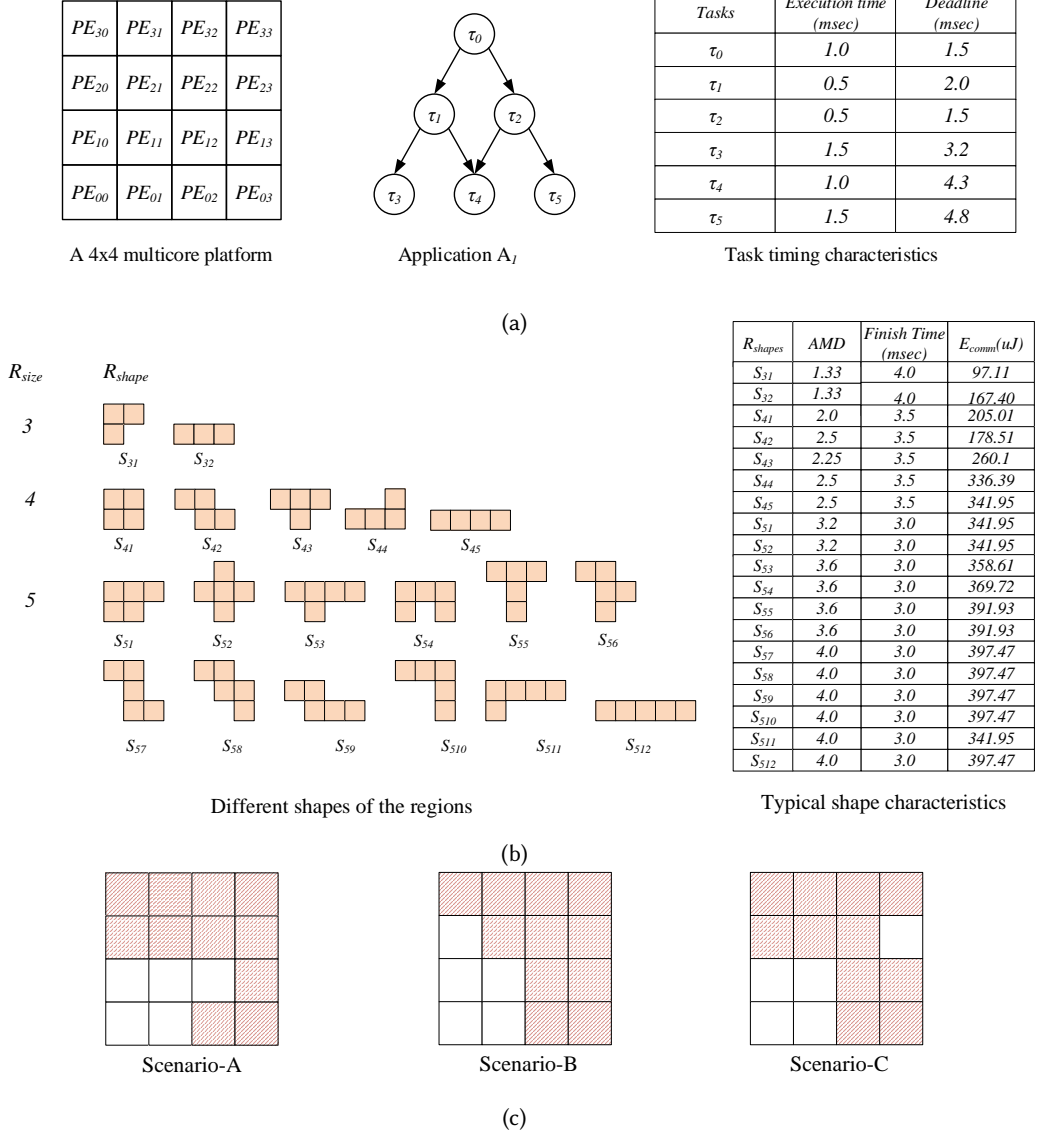 PE30 PE31 PE32 PE33
PE20 PE21 PE22 PE23
PE10 PE11 PE12 PE13
PE00 PE01 PE02 PE03
A 4x4 multicore platform
τ0
τ1 τ2
τ3 τ4 τ5
Application A1
Tasks Execution time (msec) Deadline (msec)
τ0 1.0 1.5
τ1 0.5 2.0
τ2 0.5 1.5
τ3 1.5 3.2
τ4 1.0 4.3
τ5 1.5 4.8
Task timing characteristics
(a)
Rsize Rshape
3
S31 S32
4
S41 S42 S43 S44 S45
5
S51 S52 S53 S54 S55 S56
S57 S58 S59 S510 S511 S512
Different shapes of the regions
Rshapes AMD Finish Time (msec) Ecomm(uJ)
S31 1.33 4.0 97.11
S32 1.33 4.0 167.40
S41 2.0 3.5 205.01
S42 2.5 3.5 178.51
S43 2.25 3.5 260.1
S44 2.5 3.5 336.39
S45 2.5 3.5 341.95
S51 3.2 3.0 341.95
S52 3.2 3.0 341.95
S53 3.6 3.0 358.61
S54 3.6 3.0 369.72
S55 3.6 3.0 391.93
S56 3.6 3.0 391.93
S57 4.0 3.0 397.47
S58 4.0 3.0 397.47
S59 4.0 3.0 397.47
S510 4.0 3.0 397.47
S511 4.0 3.0 341.95
S512 4.0 3.0 397.47
Typical shape characteristics
(b)
Scenario-A
Scenario-B
Scenario-C
(c)